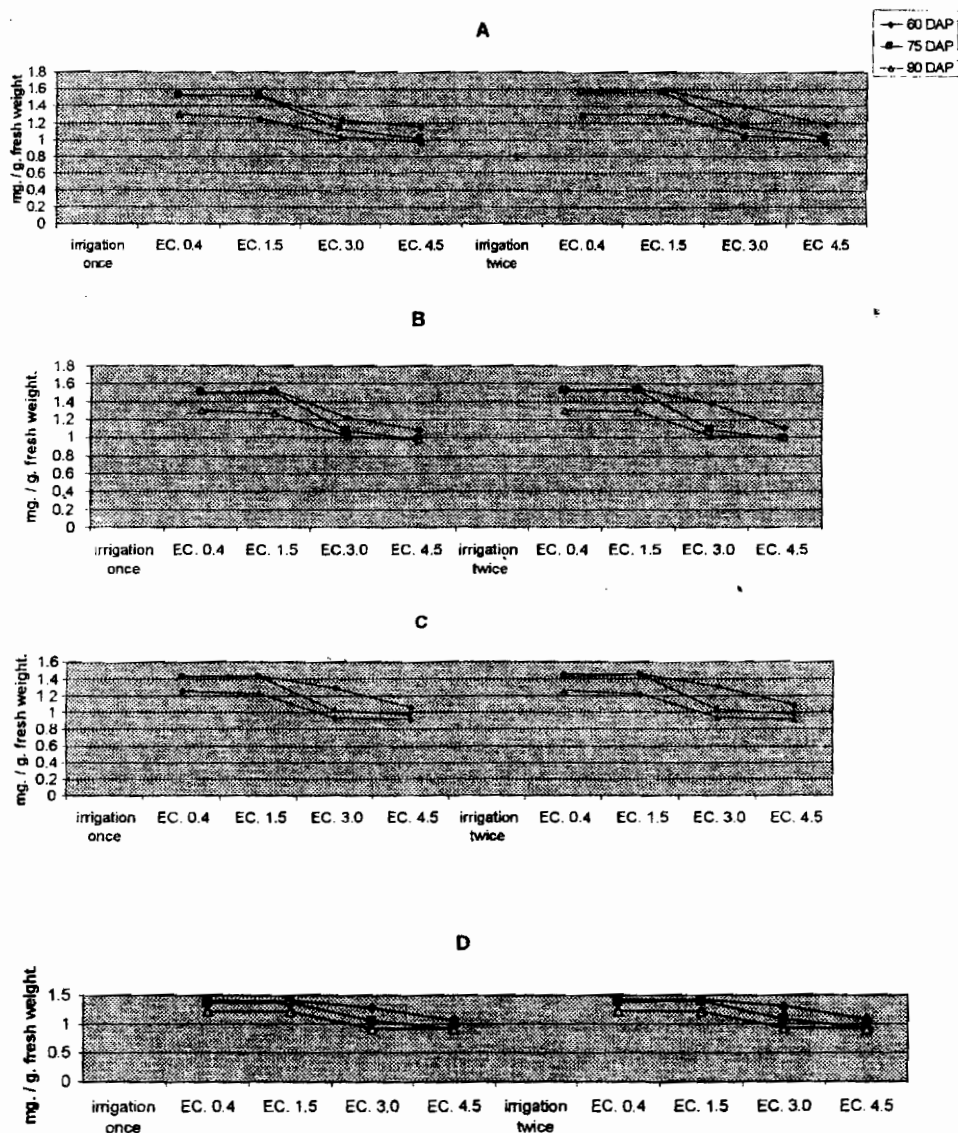 A
60 DAP
75 DAP
90 DAP
mg. / g. fresh weight
1.8
1.6
1.4
1.2
1
0.8
0.6
0.4
0.2
0
irrigation once EC. 0.4 EC. 1.5 EC. 3.0 EC. 4.5 irrigation twice EC. 0.4 EC. 1.5 EC. 3.0 EC 4.5
B
mg. / g. fresh weight.
1.8
1.6
1.4
1.2
1
0.8
0.6
0.4
0.2
0
irrigation once EC. 0.4 EC. 1.5 EC. 3.0 EC. 4.5 irrigation twice EC. 0.4 EC. 1.5 EC. 3.0 EC. 4.5
C
mg. / g. fresh weight.
1.6
1.4
1.2
1
0.8
0.6
0.4
0.2
0
irrigation once EC. 0.4 EC. 1.5 EC. 3.0 EC. 4.5 irrigation twice EC. 0.4 EC. 1.5 EC. 3.0 EC. 4.5
D
mg. / g. fresh weight.
1.5
1
0.5
0
irrigation once EC. 0.4 EC. 1.5 EC. 3.0 EC. 4.5 irrigation twice EC. 0.4 EC. 1.5 EC. 3.0 EC. 4.5